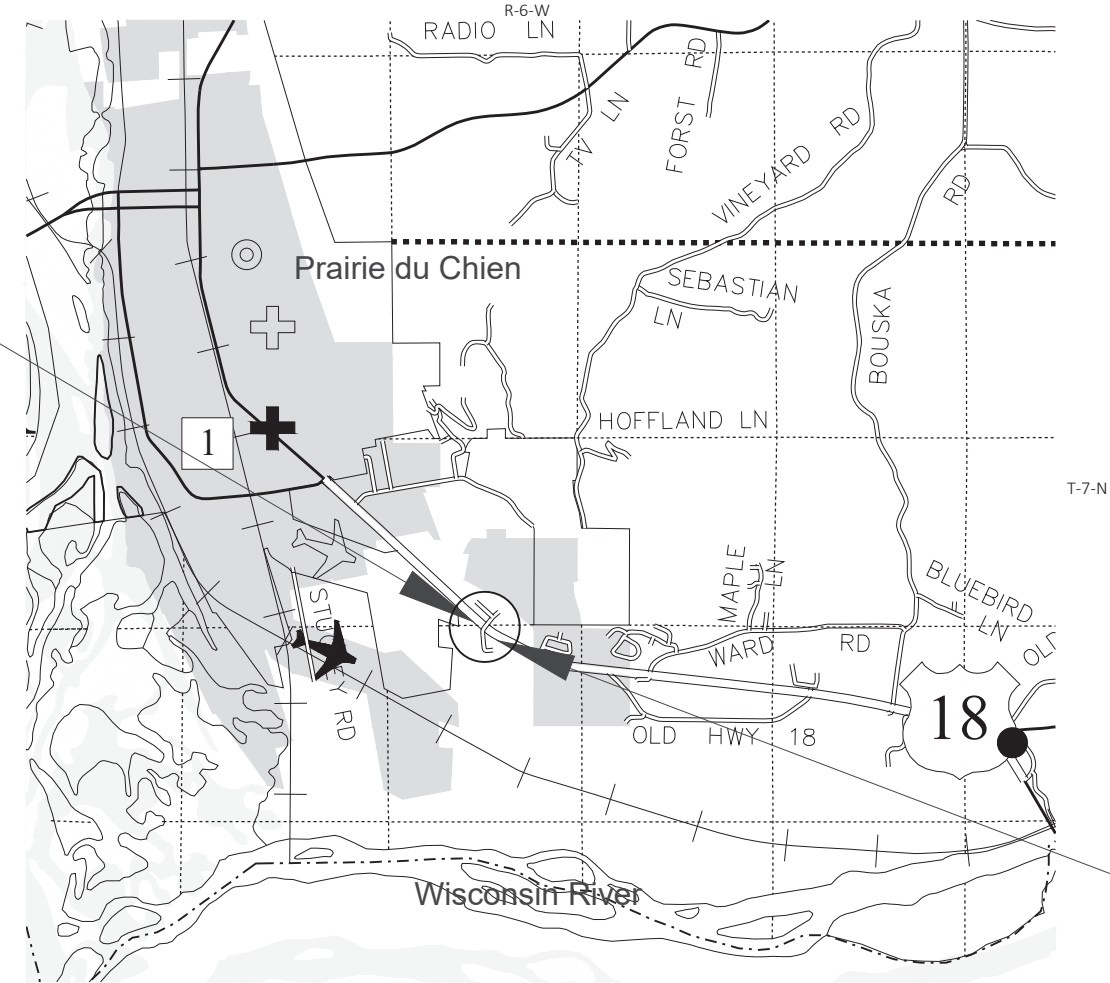 R-6-W
RADIO LN
FORST RD
TV LN
VINEYARD RD
RD
Prairie du Chien
SEBASTIAN
LN
BOUSKA
HOFFLAND LN
1
T-7-N
MAPLE
LN
BLUEBIRD
LN
STUCKEY RD
WARD RD
OLD
18
OLD HWY 18
Wisconsin River